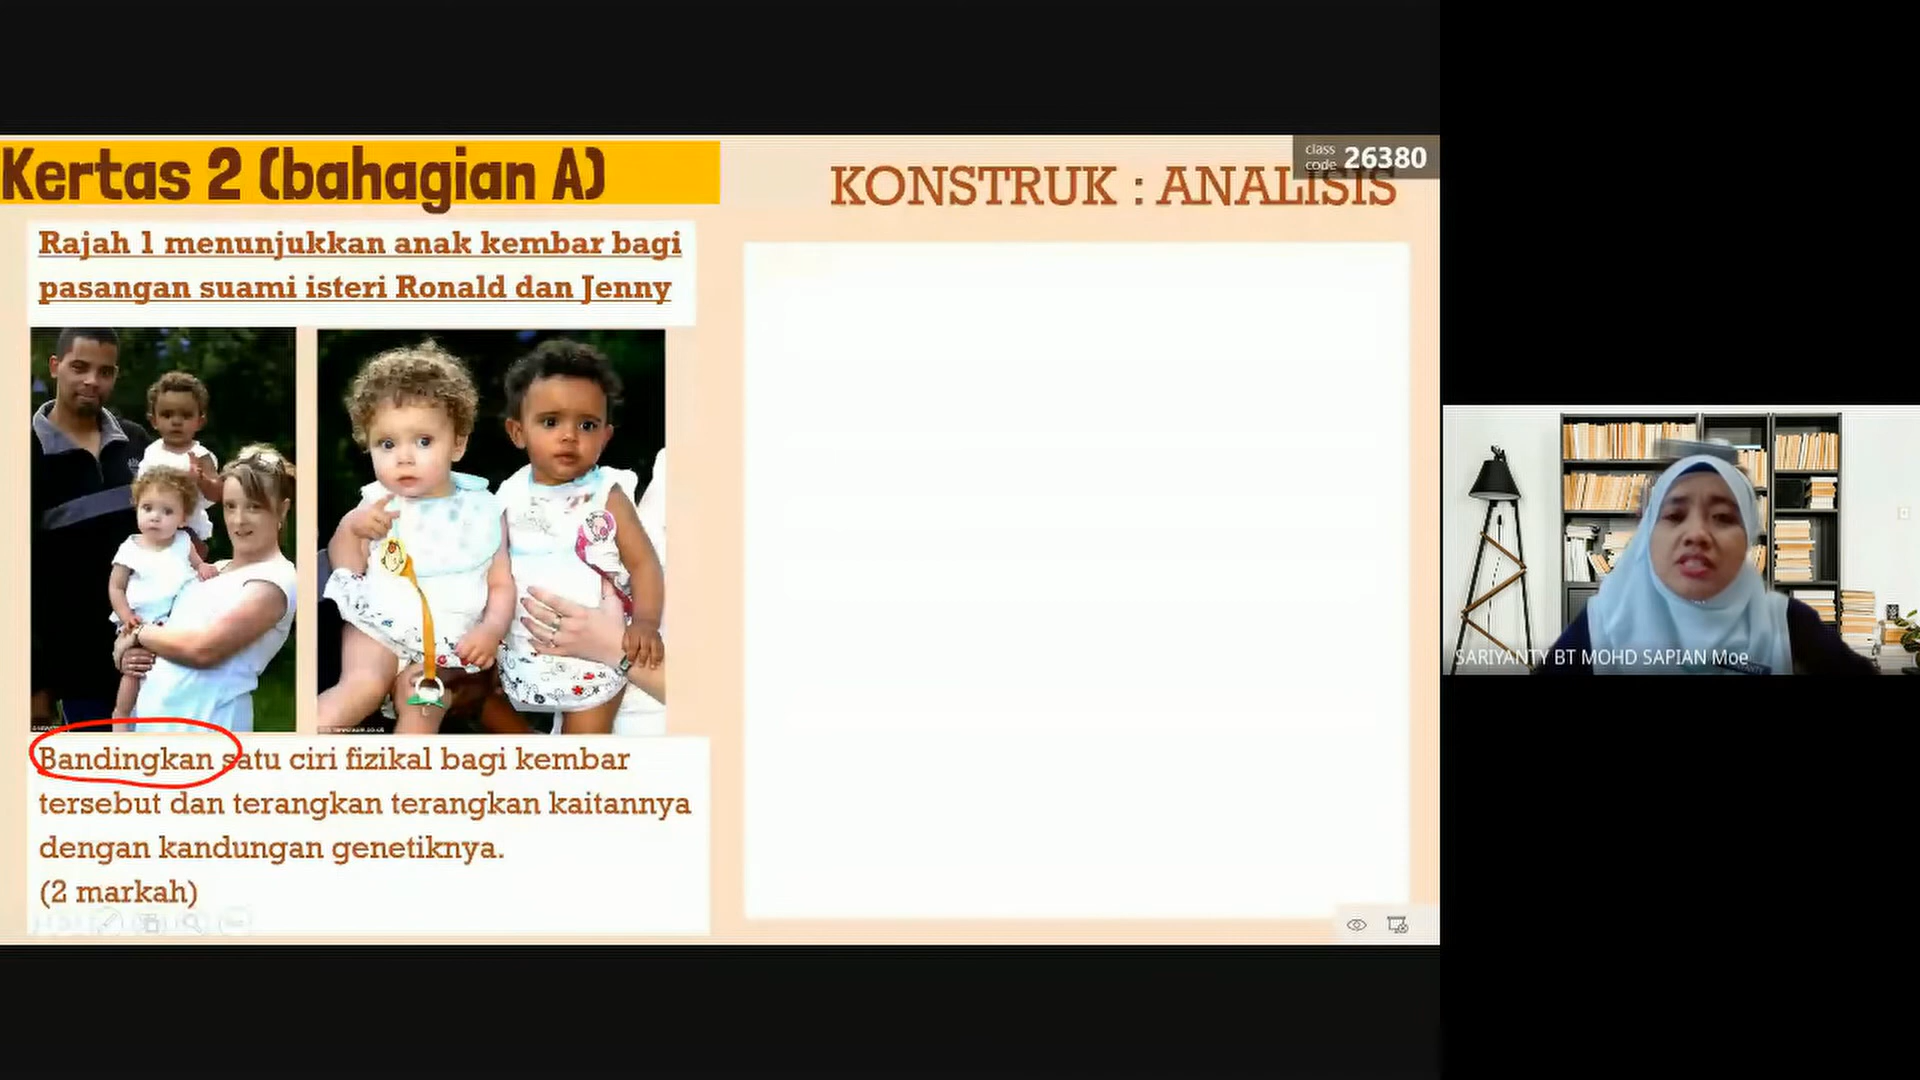 Kertas 2 (bahagian A)
KONSTRUK : ANALISIS
class
code 26380
Rajah 1 menunjukkan anak kembar bagi
pasangan suami isteri Ronald dan Jenny
Bandingkan satu ciri fizikal bagi kembar
tersebut dan terangkan terangkan kaitannya
dengan kandungan genetiknya.
(2 markah)
SARIYANTY BT MOHD SAPIAN Moe